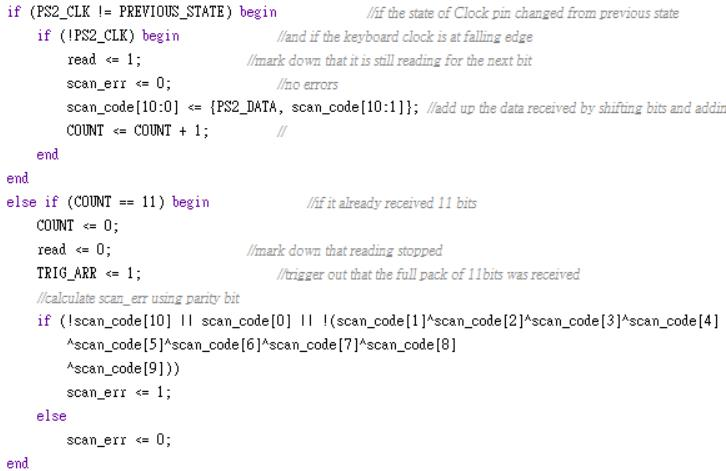 if (PS2_CLK != PREVIOUS_STATE) begin //if the state of Clock pin changed from previous state
if (!PS2_CLK) begin //and if the keyboard clock is at falling edge
read <= 1; //mark down that it is still reading for the next bit
scan_err <= 0; //no errors
scan_code[10:0] <= {PS2_DATA, scan_code[10:1]}; //add up the data received by shifting bits and addin
COUNT <= COUNT + 1; //
end
end
else if (COUNT == 11) begin //if it already received 11 bits
COUNT <= 0;
read <= 0; //mark down that reading stopped
TRIG_ARR <= 1; //trigger out that the full pack of 11bits was received
//calculate scan_err using parity bit
if (!scan_code[10] || scan_code[0] || !(scan_code[1]^scan_code[2]^scan_code[3]^scan_code[4]
^scan_code[5]^scan_code[6]^scan_code[7]^scan_code[8]
^scan_code[9]))
scan_err <= 1;
else
scan_err <= 0;
end